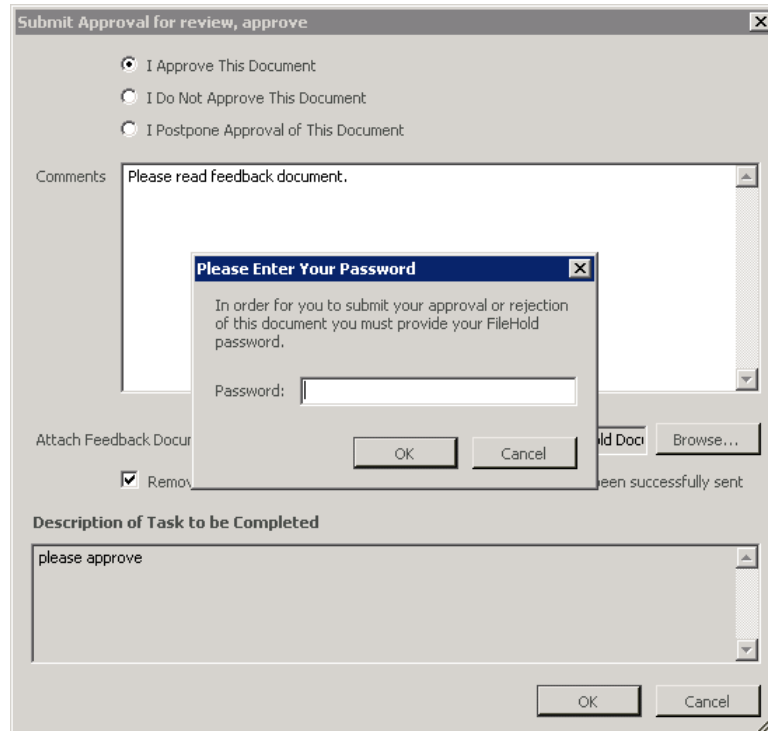 Submit Approval for review, approve
I Approve This Document
I Do Not Approve This Document
I Postpone Approval of This Document
Comments
Please read feedback document.
Please Enter Your Password
In order for you to submit your approval or rejection
of this document you must provide your FileHold
password.
Password:
OK Cancel
Attach Feedback Browse...
been successfully sent
Description of Task to be Completed
please approve
OK Cancel